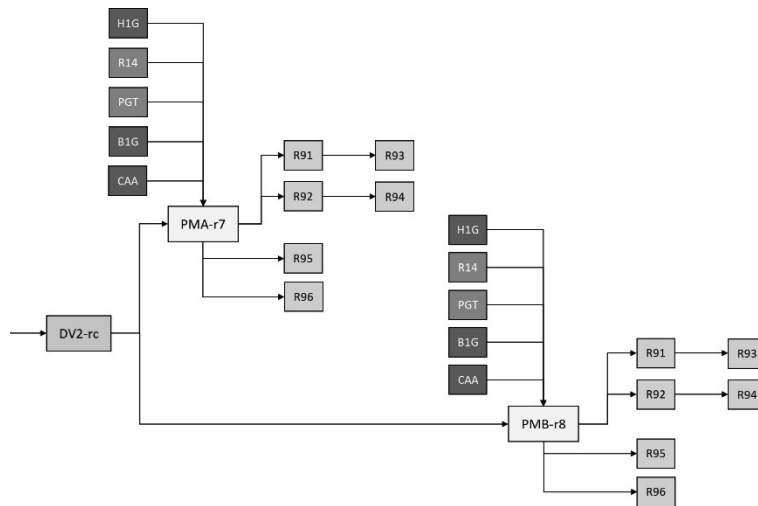 H1G
R14
PGT
B1G
CAA
R91
R93
R92
R94
PMA-r7
R95
R96
DV2-rc
H1G
R14
PGT
B1G
CAA
R91
R93
R92
R94
PMB-r8
R95
R96